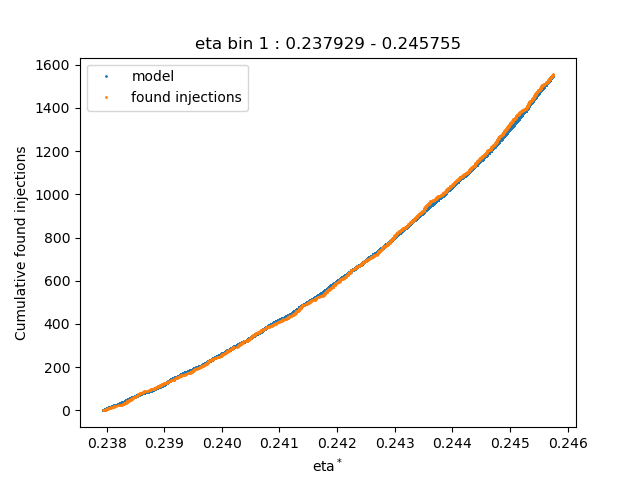 eta bin 1 : 0.237929 - 0.245755
1600
1400
1200
1000
800
600
400
200
0
Cumulative found injections
model
found injections
0.238 0.239 0.240 0.241 0.242 0.243 0.244 0.245 0.246
eta*